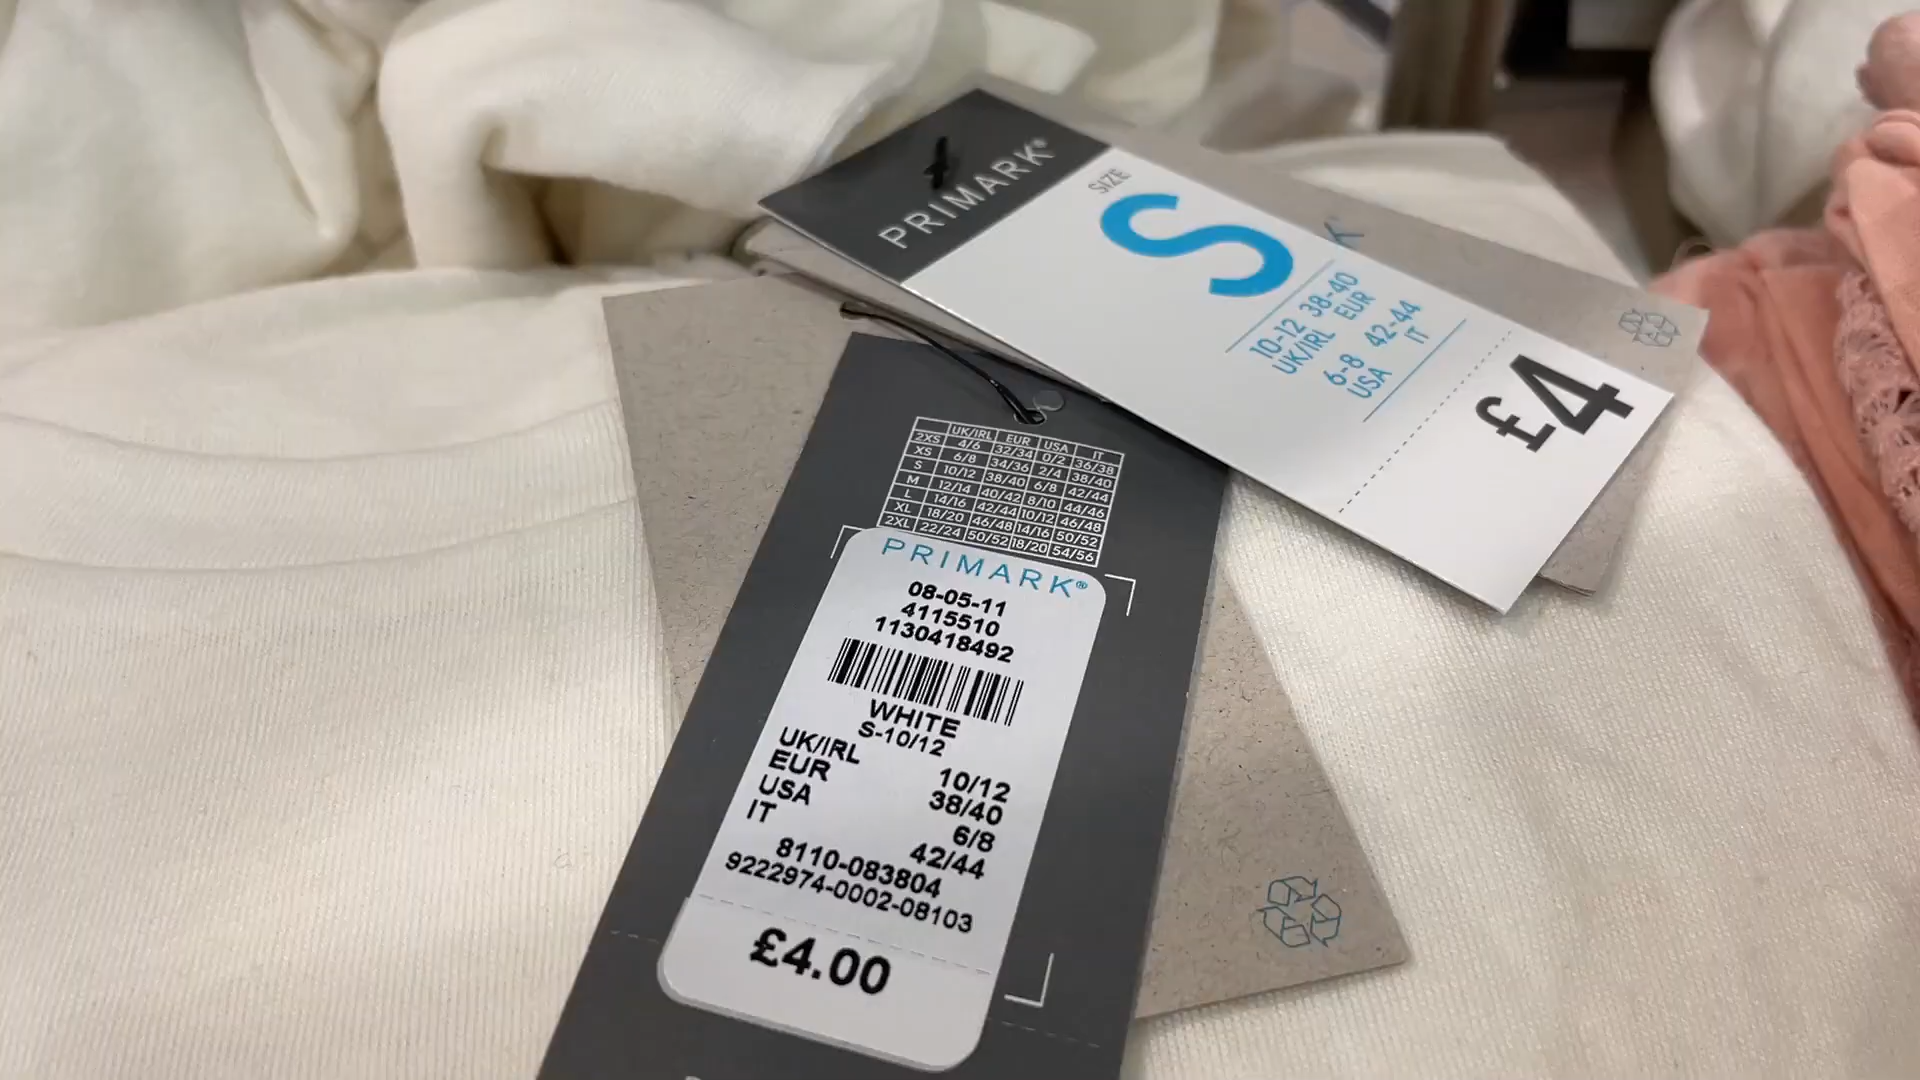 PRIMARK®
SIZE
S
10-12 38-40
UK/IRL EUR
6-8 42-44
USA IT
£4
K
UK/IRL EUR USA IT
2XS 4/6 32/34 0/2 36/38
XS 6/8 34/36 2/4 38/40
S 10/12 38/40 6/8 42/44
M 12/14 40/42 8/10 44/46
L 14/16 42/44 10/12 46/48
XL 18/20 46/48 14/16 50/52
2XL 22/24 50/52 18/20 54/56
PRIMARK®
08-05-11
4115510
1130418492
WHITE
S-10/12
UK/IRL 10/12
EUR 38/40
USA 6/8
IT 42/44
8110-083804
9222974-0002-08103
£4.00